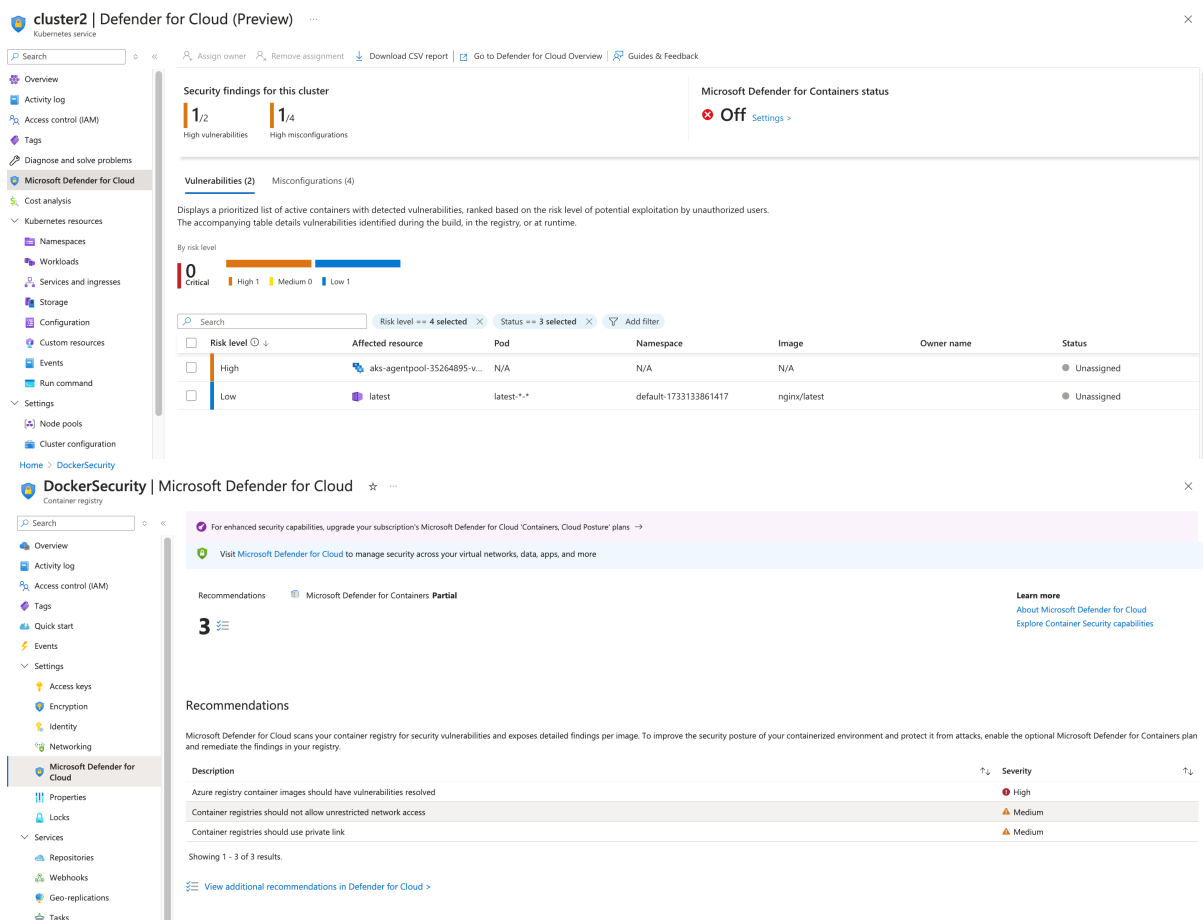 cluster2 | Defender for Cloud (Preview) ...
Kubernetes service
Search
Assign owner Remove assignment Download CSV report Go to Defender for Cloud Overview Guides & Feedback
Overview
Activity log
Access control (IAM)
Tags
Diagnose and solve problems
Microsoft Defender for Cloud
Cost analysis
Kubernetes resources
Namespaces
Workloads
Services and ingresses
Storage
Configuration
Custom resources
Events
Run command
Settings
Node pools
Cluster configuration
Security findings for this cluster
1/2
High vulnerabilities
1/4
High misconfigurations
Microsoft Defender for Containers status
Off Settings >
Vulnerabilities (2) Misconfigurations (4)
Displays a prioritized list of active containers with detected vulnerabilities, ranked based on the risk level of potential exploitation by unauthorized users.
The accompanying table details vulnerabilities identified during the build, in the registry, or at runtime.
By risk level
0
Critical
High 1 Medium 0 Low 1
Search Risk level == 4 selected Status == 3 selected Add filter
Risk level Affected resource Pod Namespace Image Owner name Status
High aks-agentpool-35264895-v... N/A N/A N/A Unassigned
Low latest latest-*-* default-1733133861417 nginx/latest Unassigned
Home > DockerSecurity
DockerSecurity | Microsoft Defender for Cloud ...
Container registry
Search
Overview
Activity log
Access control (IAM)
Tags
Quick start
Events
Settings
Access keys
Encryption
Identity
Networking
Microsoft Defender for
Cloud
Properties
Locks
Services
Repositories
Webhooks
Geo-replications
Tasks
For enhanced security capabilities, upgrade your subscription's Microsoft Defender for Cloud 'Containers, Cloud Posture' plans →
Visit Microsoft Defender for Cloud to manage security across your virtual networks, data, apps, and more
Recommendations
3
Microsoft Defender for Containers Partial
Learn more
About Microsoft Defender for Cloud
Explore Container Security capabilities
Recommendations
Microsoft Defender for Cloud scans your container registry for security vulnerabilities and exposes detailed findings per image. To improve the security posture of your containerized environment and protect it from attacks, enable the optional Microsoft Defender for Containers plan
and remediate the findings in your registry.
Description Severity
Azure registry container images should have vulnerabilities resolved High
Container registries should not allow unrestricted network access Medium
Container registries should use private link Medium
Showing 1 - 3 of 3 results.
View additional recommendations in Defender for Cloud >